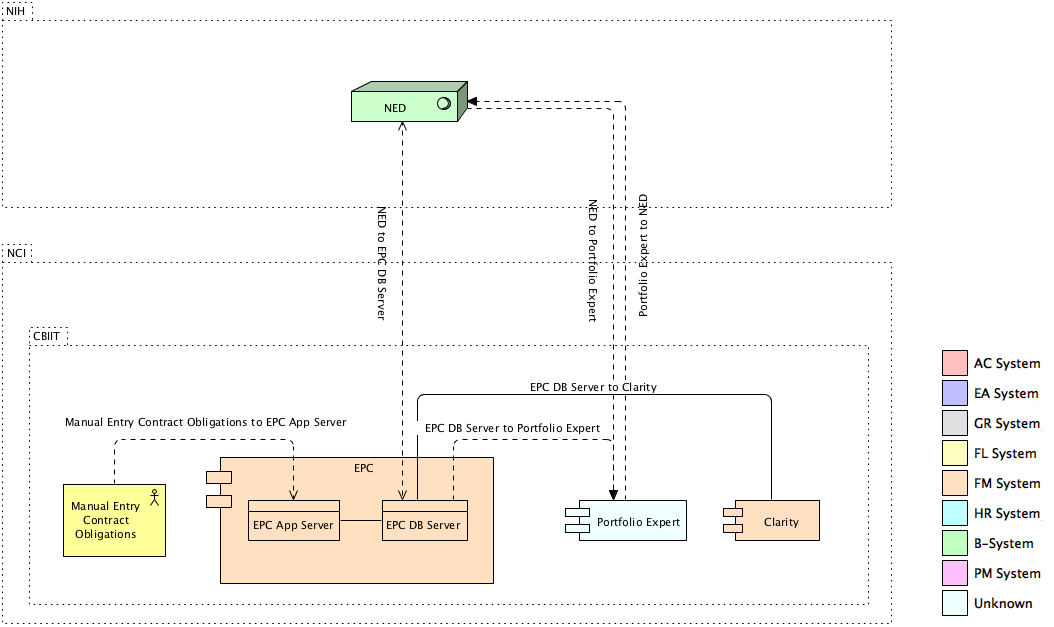 NIH
NED
NED to EPC DB Server
NED to Portfolio Expert
Portfolio Expert to NED
NCI
CBIIT
EPC DB Server to Clarity
Manual Entry Contract Obligations to EPC App Server
EPC DB Server to Portfolio Expert
EPC
Manual Entry
Contract
Obligations
EPC App Server
EPC DB Server
Portfolio Expert
Clarity
AC System
EA System
GR System
FL System
FM System
HR System
B-System
PM System
Unknown